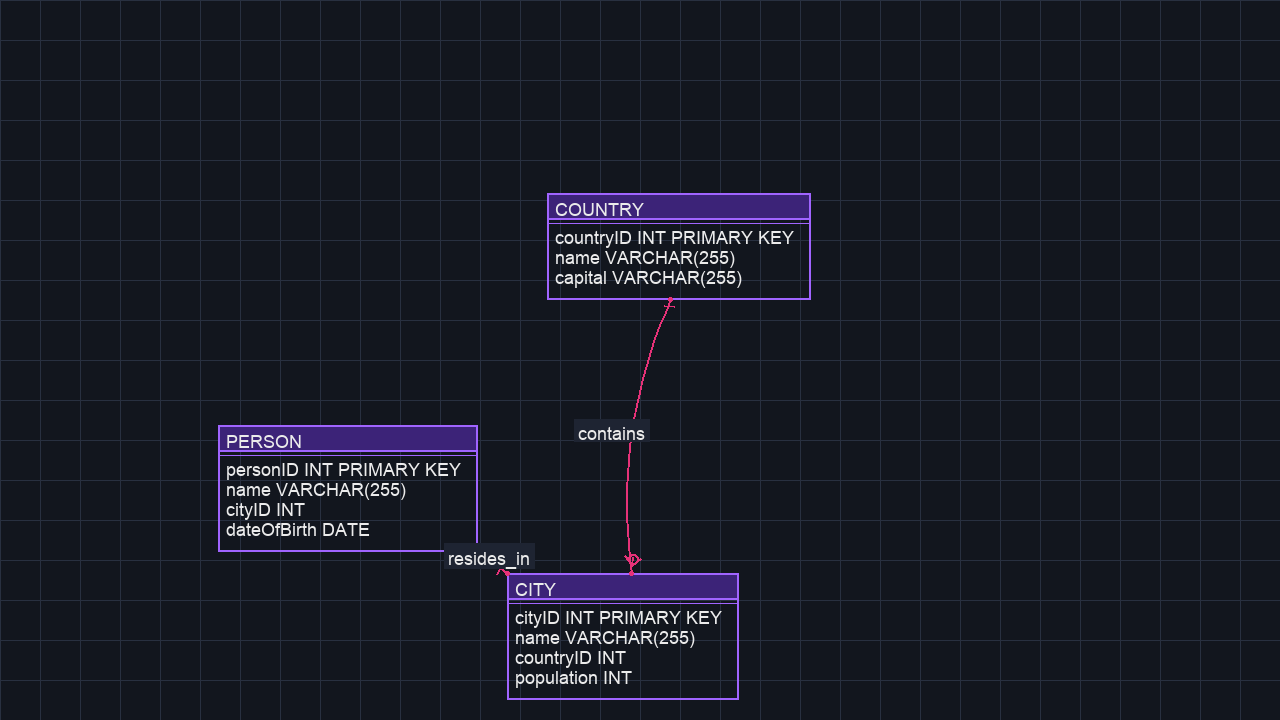 COUNTRY
countryID INT PRIMARY KEY
name VARCHAR(255)
capital VARCHAR(255)
contains
PERSON
personID INT PRIMARY KEY
name VARCHAR(255)
cityID INT
dateOfBirth DATE
resides_in
CITY
cityID INT PRIMARY KEY
name VARCHAR(255)
countryID INT
population INT